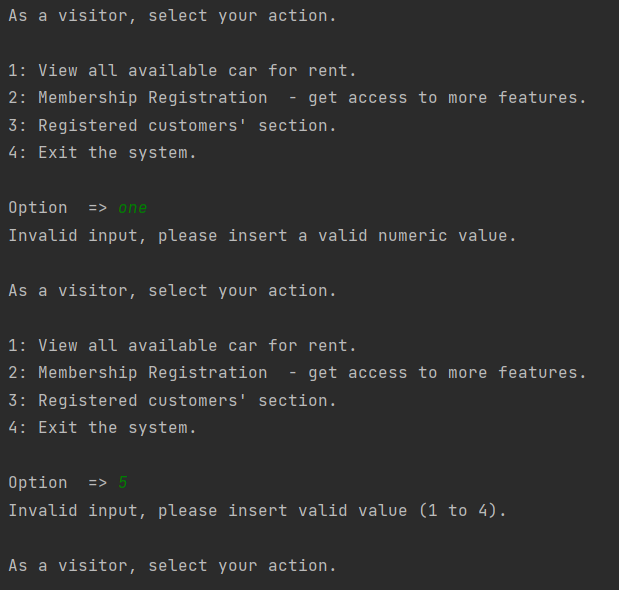 As a visitor, select your action.
1: View all available car for rent.
2: Membership Registration  - get access to more features.
3: Registered customers' section.
4: Exit the system.
Option  => one
Invalid input, please insert a valid numeric value.
As a visitor, select your action.
1: View all available car for rent.
2: Membership Registration  - get access to more features.
3: Registered customers' section.
4: Exit the system.
Option  => 5
Invalid input, please insert valid value (1 to 4).
As a visitor, select your action.